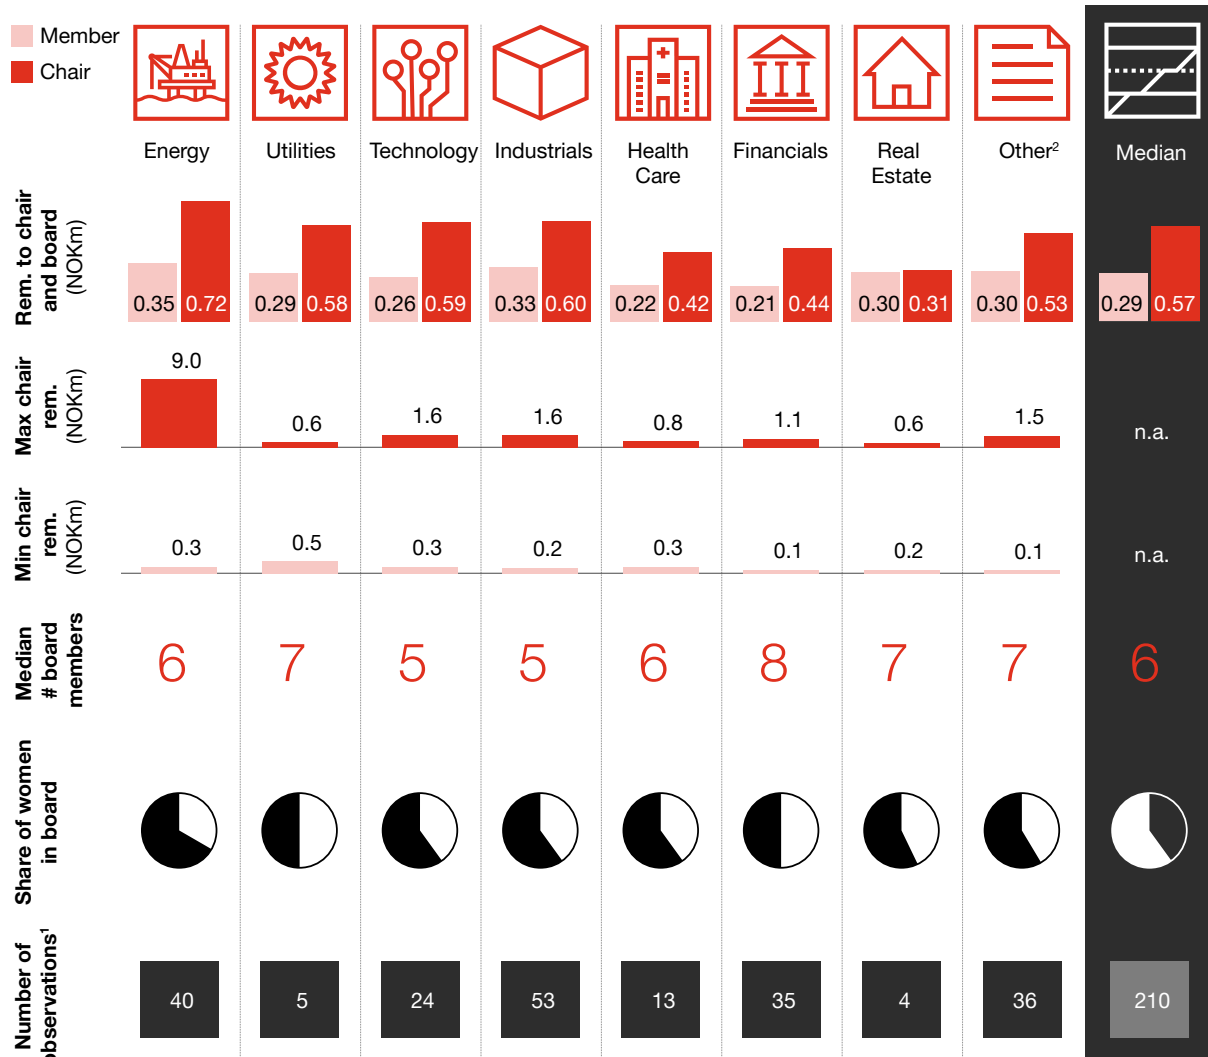 Member
Chair
Energy
Utilities
Technology
Industrials
Health
Care
Financials
Real
Estate
Other²
Median
Rem. to chair
and board
(NOKm)
0.35 0.72 0.29 0.58 0.26 0.59 0.33 0.60 0.22 0.42 0.21 0.44 0.30 0.31 0.30 0.53 0.29 0.57
Max chair
rem.
(NOKm)
9.0 0.6 1.6 1.6 0.8 1.1 0.6 1.5 n.a.
Min chair
rem.
(NOKm)
0.3 0.5 0.3 0.2 0.3 0.1 0.2 0.1 n.a.
Median
# board
members
6 7 5 5 6 8 7 7 6
Share of women
in board
Number of
observations¹
40 5 24 53 13 35 4 36 210